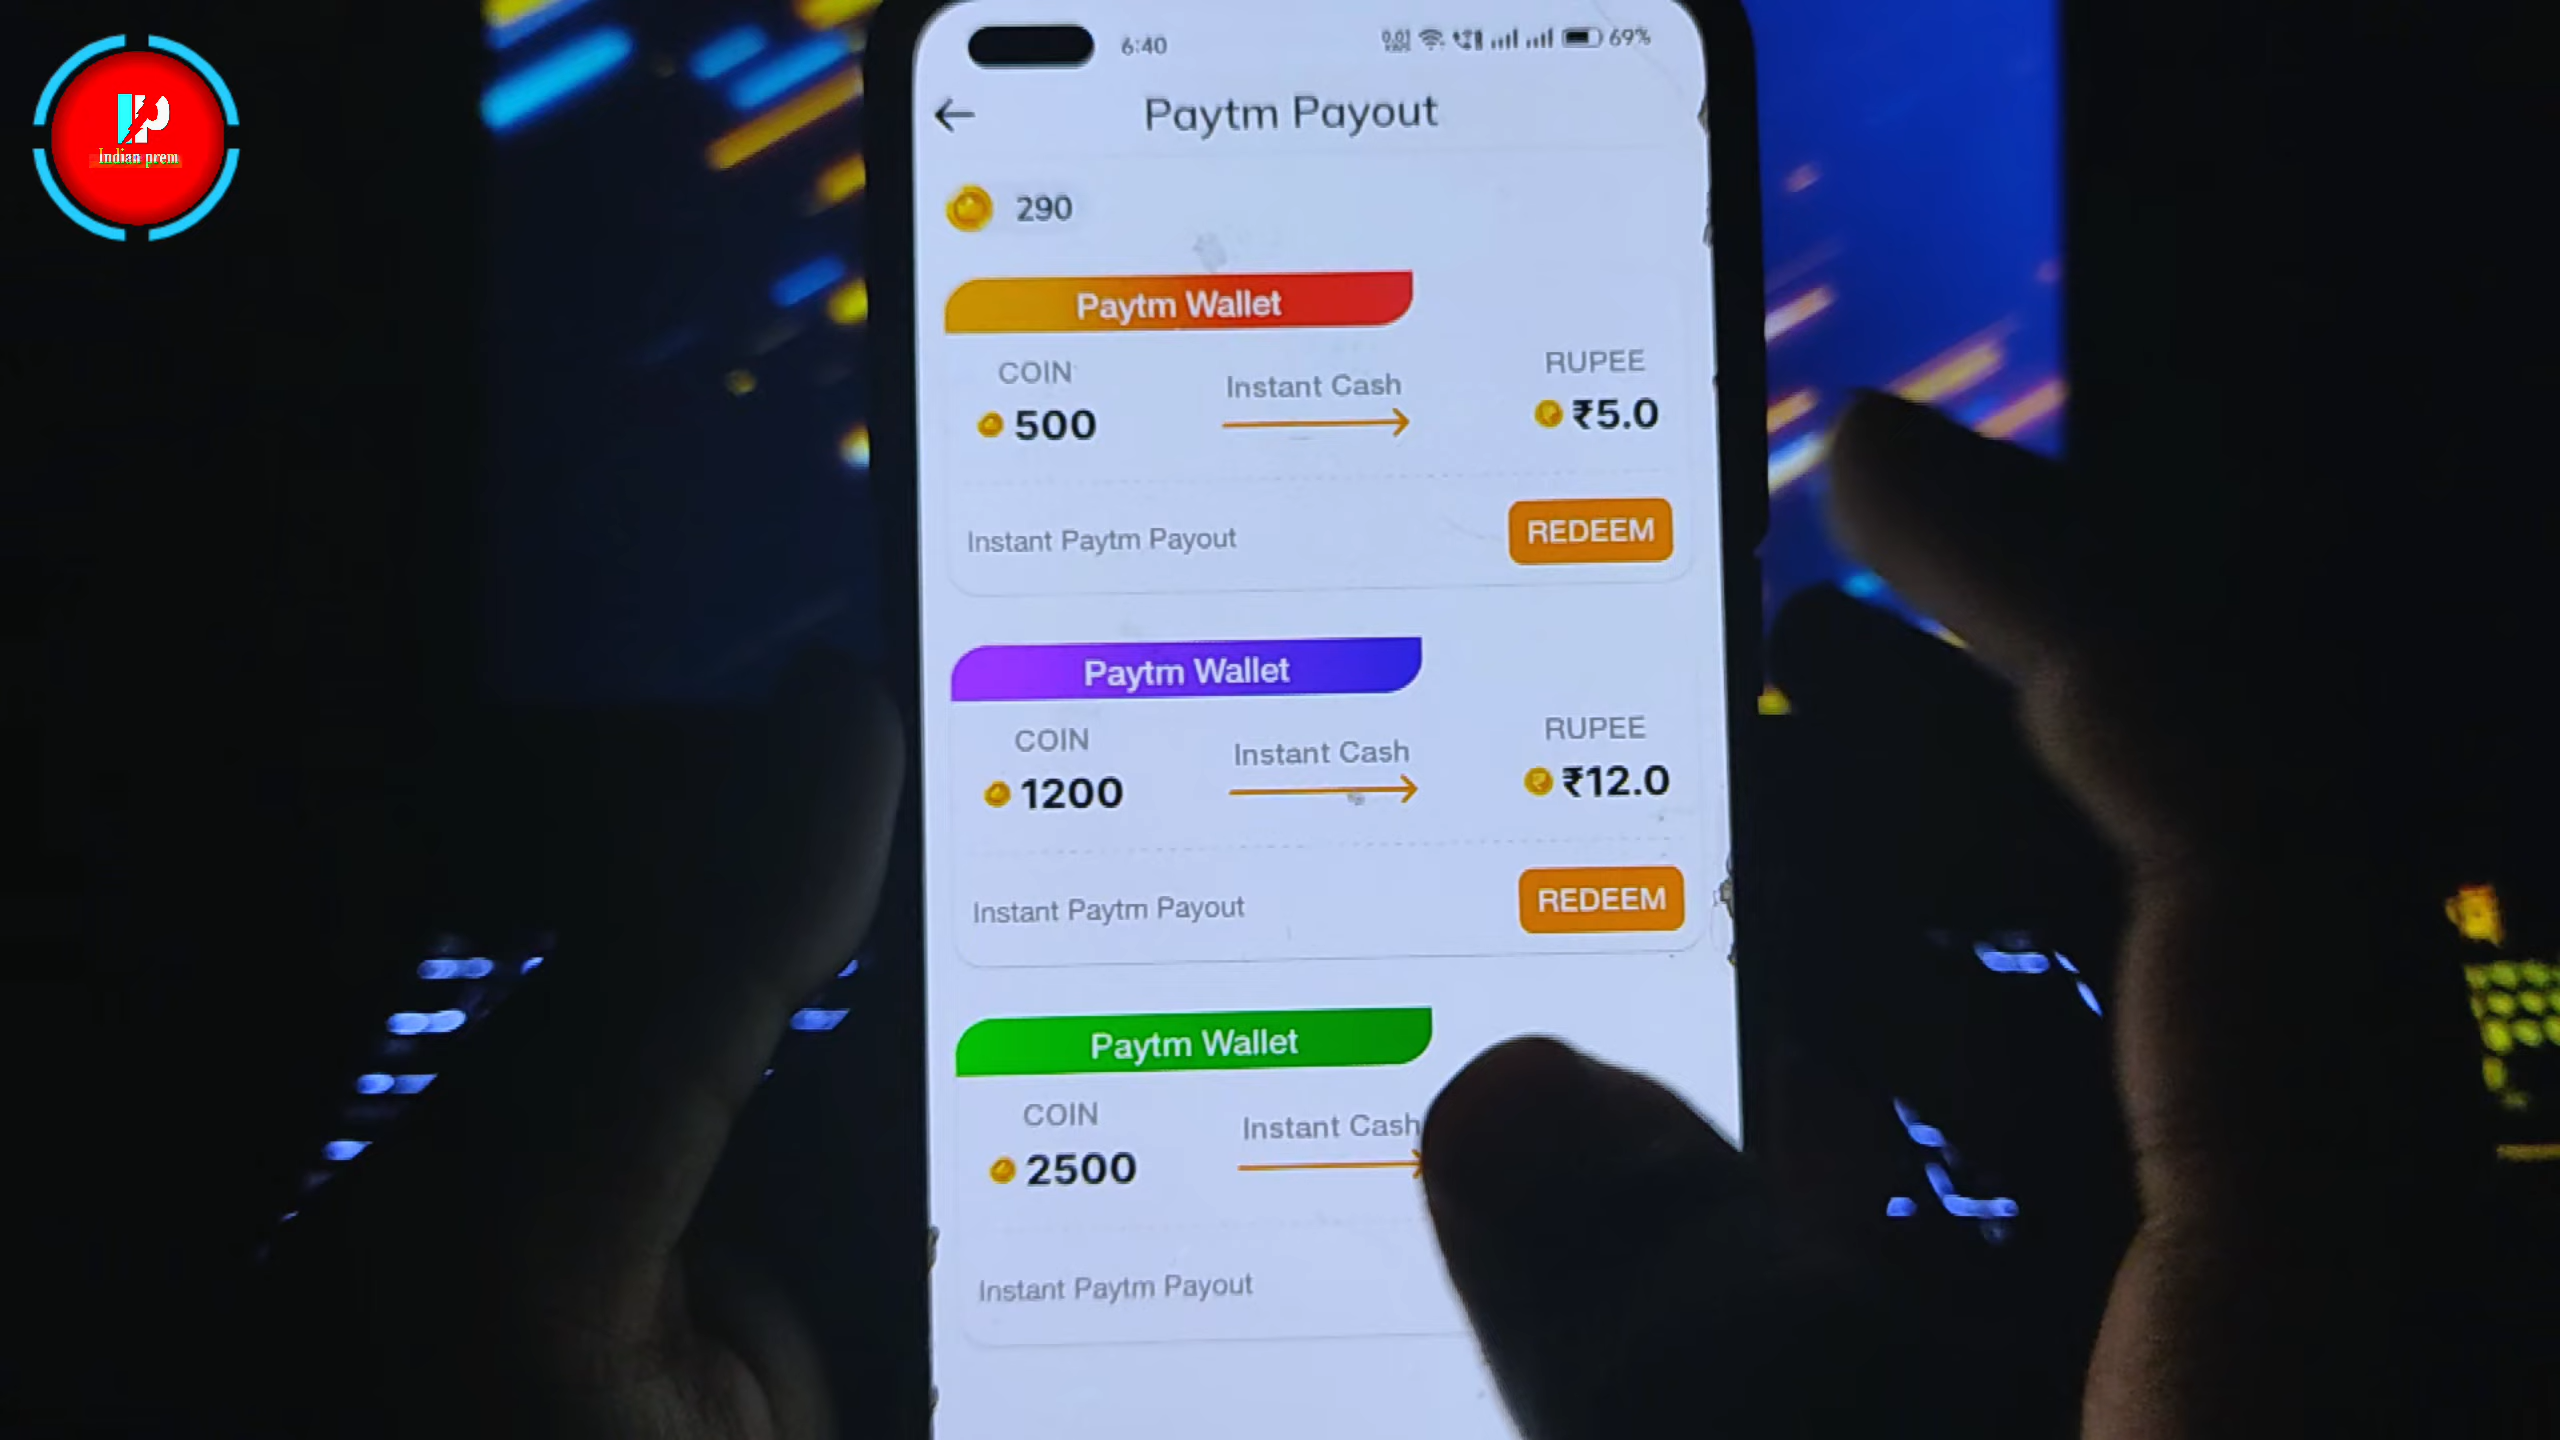 IP
Indian prem
6:40
69%
Paytm Payout
290
Paytm Wallet
COIN
Instant Cash
RUPEE
500
₹5.0
Instant Paytm Payout
REDEEM
Paytm Wallet
COIN
Instant Cash
RUPEE
1200
₹12.0
Instant Paytm Payout
REDEEM
Paytm Wallet
COIN
Instant Cash
2500
Instant Paytm Payout